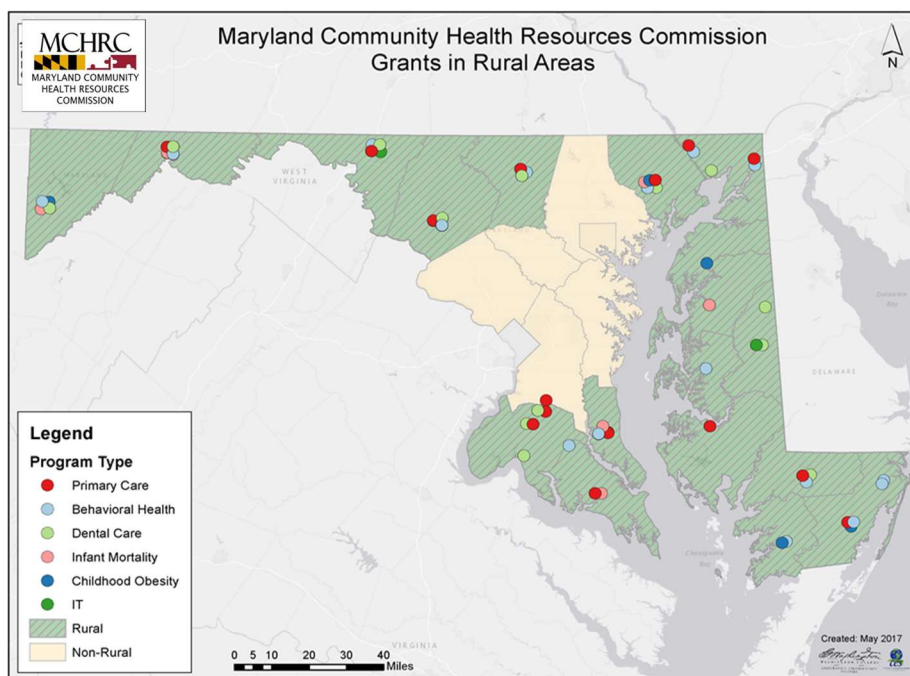 MCHRC
MARYLAND COMMUNITY
HEALTH RESOURCES
COMMISSION
Maryland Community Health Resources Commission
Grants in Rural Areas
N
WEST
VIRGINIA
Delaware
Bay
DELAWARE
Chesapeake
Bay
VIRGINIA
Legend
Program Type
Primary Care
Behavioral Health
Dental Care
Infant Mortality
Childhood Obesity
IT
Rural
Non-Rural
0 5 10 20 30 40
Miles
Created: May 2017